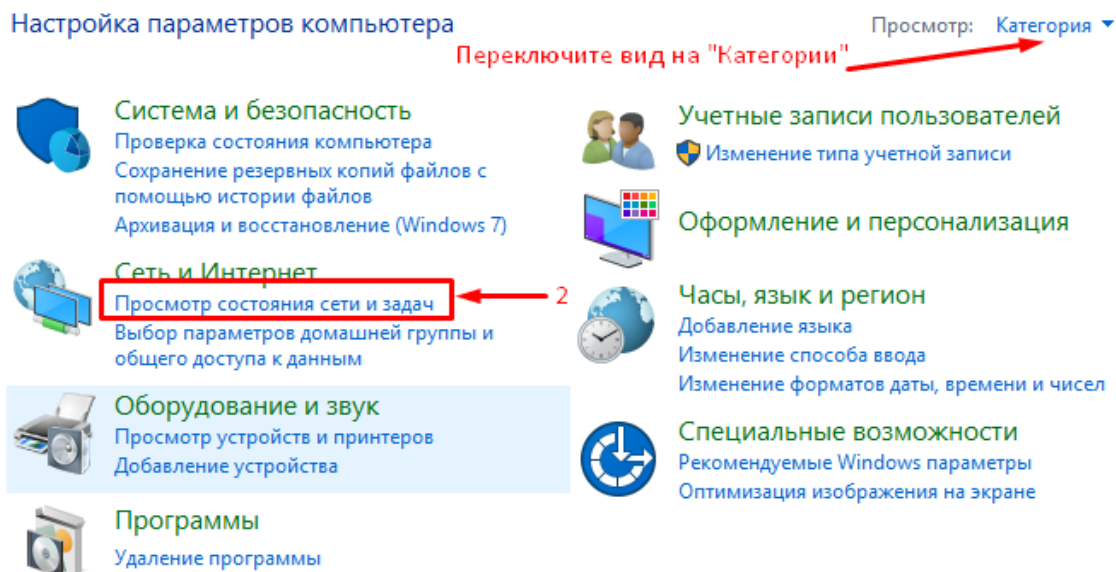 Настройка параметров компьютера
Просмотр: Категория
Переключите вид на "Категории"
Система и безопасность
Проверка состояния компьютера
Сохранение резервных копий файлов с
помощью истории файлов
Архивация и восстановление (Windows 7)
Сеть и Интернет
Просмотр состояния сети и задач
2
Выбор параметров домашней группы и
общего доступа к данным
Оборудование и звук
Просмотр устройств и принтеров
Добавление устройства
Программы
Удаление программы
Учетные записи пользователей
Изменение типа учетной записи
Оформление и персонализация
Часы, язык и регион
Добавление языка
Изменение способа ввода
Изменение форматов даты, времени и чисел
Специальные возможности
Рекомендуемые Windows параметры
Оптимизация изображения на экране